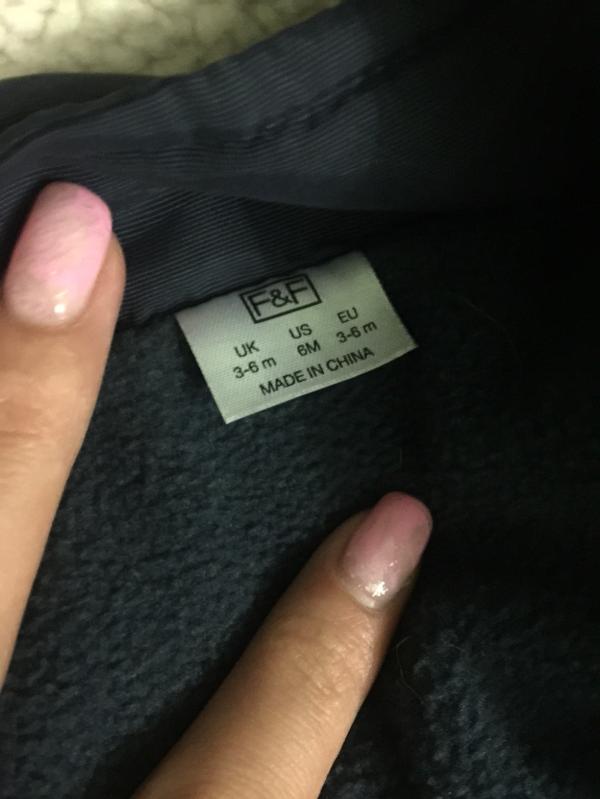 F&F
UK US EU
3-6 m 6M 3-6 m
MADE IN CHINA